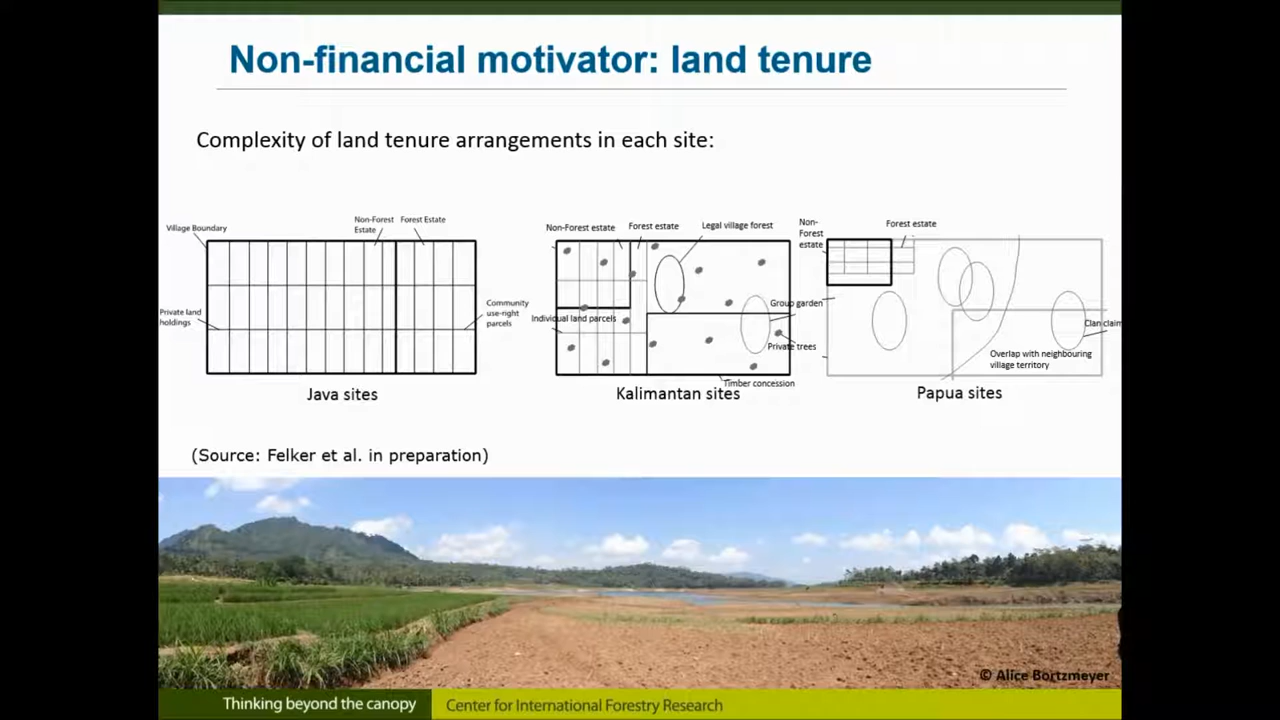 Non-financial motivator: land tenure
Complexity of land tenure arrangements in each site:
Village Boundary
Non-Forest
Estate
Forest Estate
Private land
holdings
Community
use-right
parcels
Java sites
Non-Forest estate
Forest estate
Legal village forest
Individual land parcels
Group garden
Private trees
Timber concession
Kalimantan sites
Non-
Forest
estate
Forest estate
Clan claim
Overlap with neighbouring
village territory
Papua sites
(Source: Felker et al. in preparation)
© Alice Bortzmeyer
Thinking beyond the canopy
Center for International Forestry Research